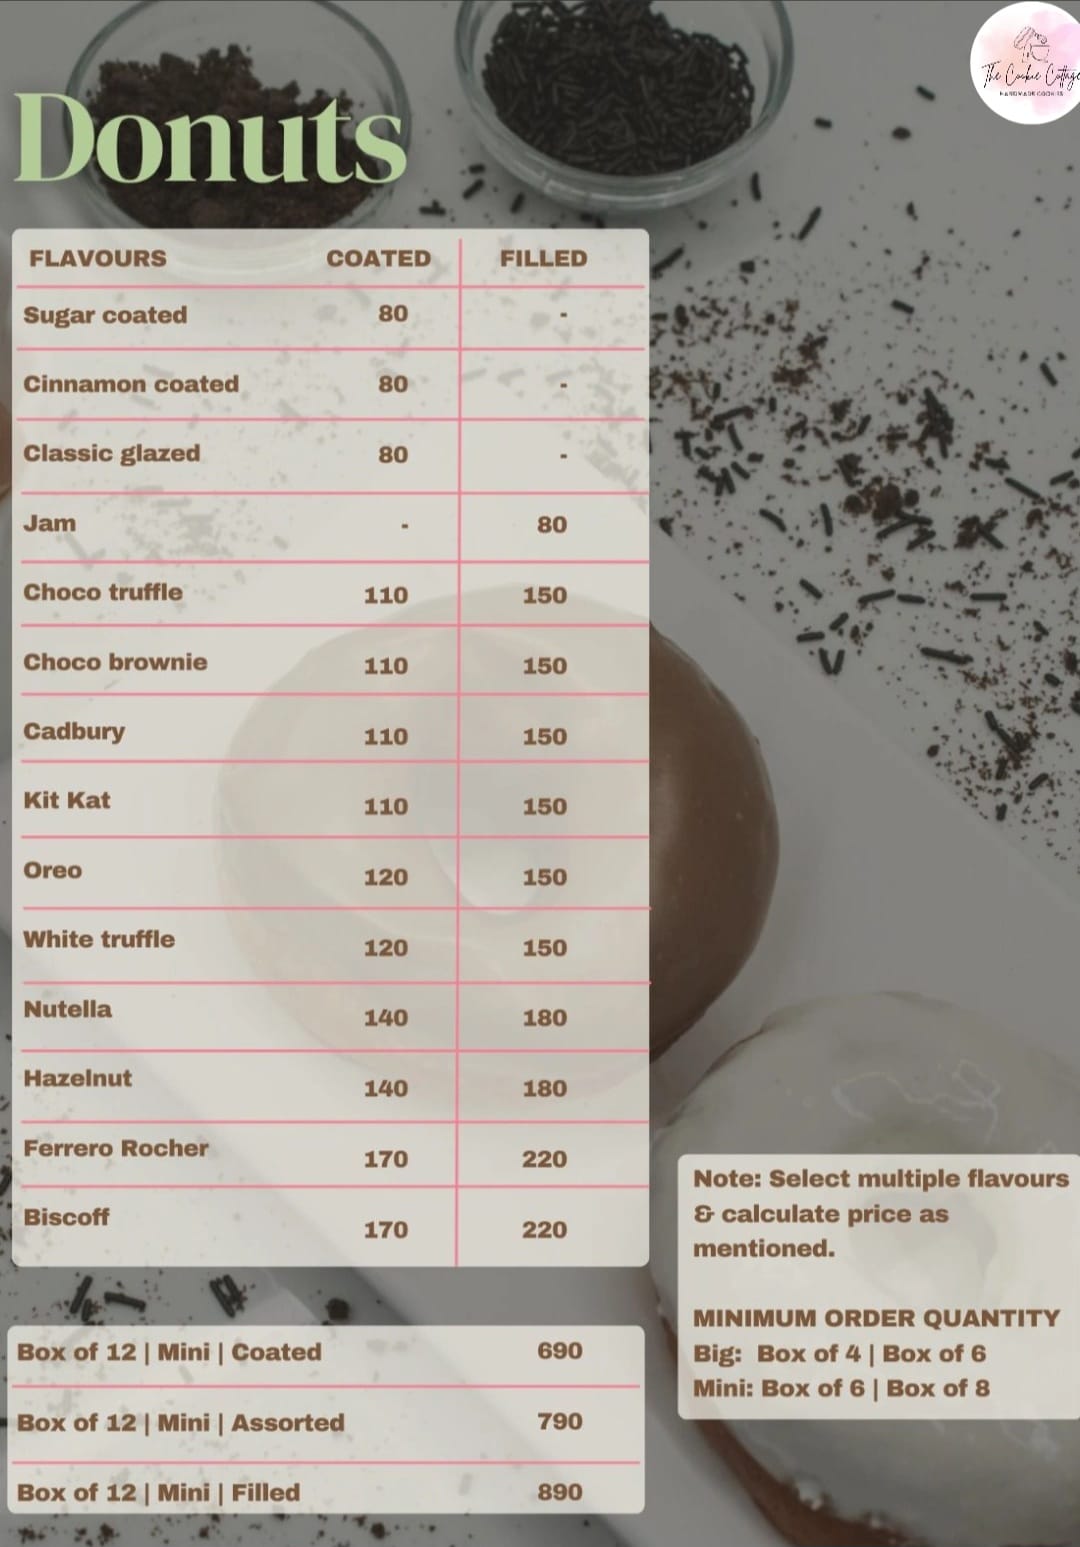 The Cookie Cottage
HANDMADE COOKIES
Donuts
FLAVOURS COATED FILLED
Sugar coated 80 -
Cinnamon coated 80 -
Classic glazed 80 -
Jam - 80
Choco truffle 110 150
Choco brownie 110 150
Cadbury 110 150
Kit Kat 110 150
Oreo 120 150
White truffle 120 150
Nutella 140 180
Hazelnut 140 180
Ferrero Rocher 170 220
Biscoff 170 220
Note: Select multiple flavours
& calculate price as
mentioned.
MINIMUM ORDER QUANTITY
Big: Box of 4 | Box of 6
Mini: Box of 6 | Box of 8
Box of 12 | Mini | Coated 690
Box of 12 | Mini | Assorted 790
Box of 12 | Mini | Filled 890